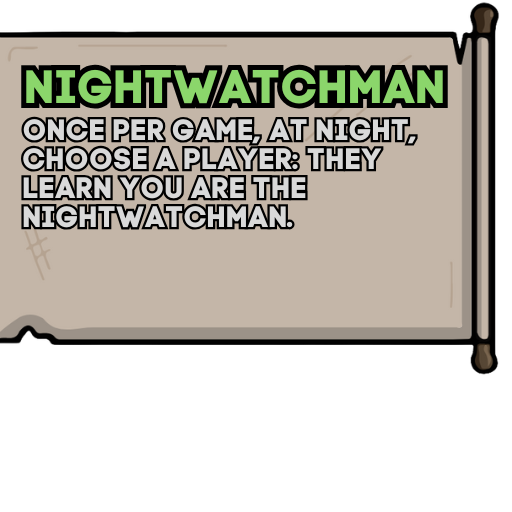 NIGHTWATCHMAN
ONCE PER GAME, AT NIGHT,
CHOOSE A PLAYER: THEY
LEARN YOU ARE THE
NIGHTWATCHMAN.